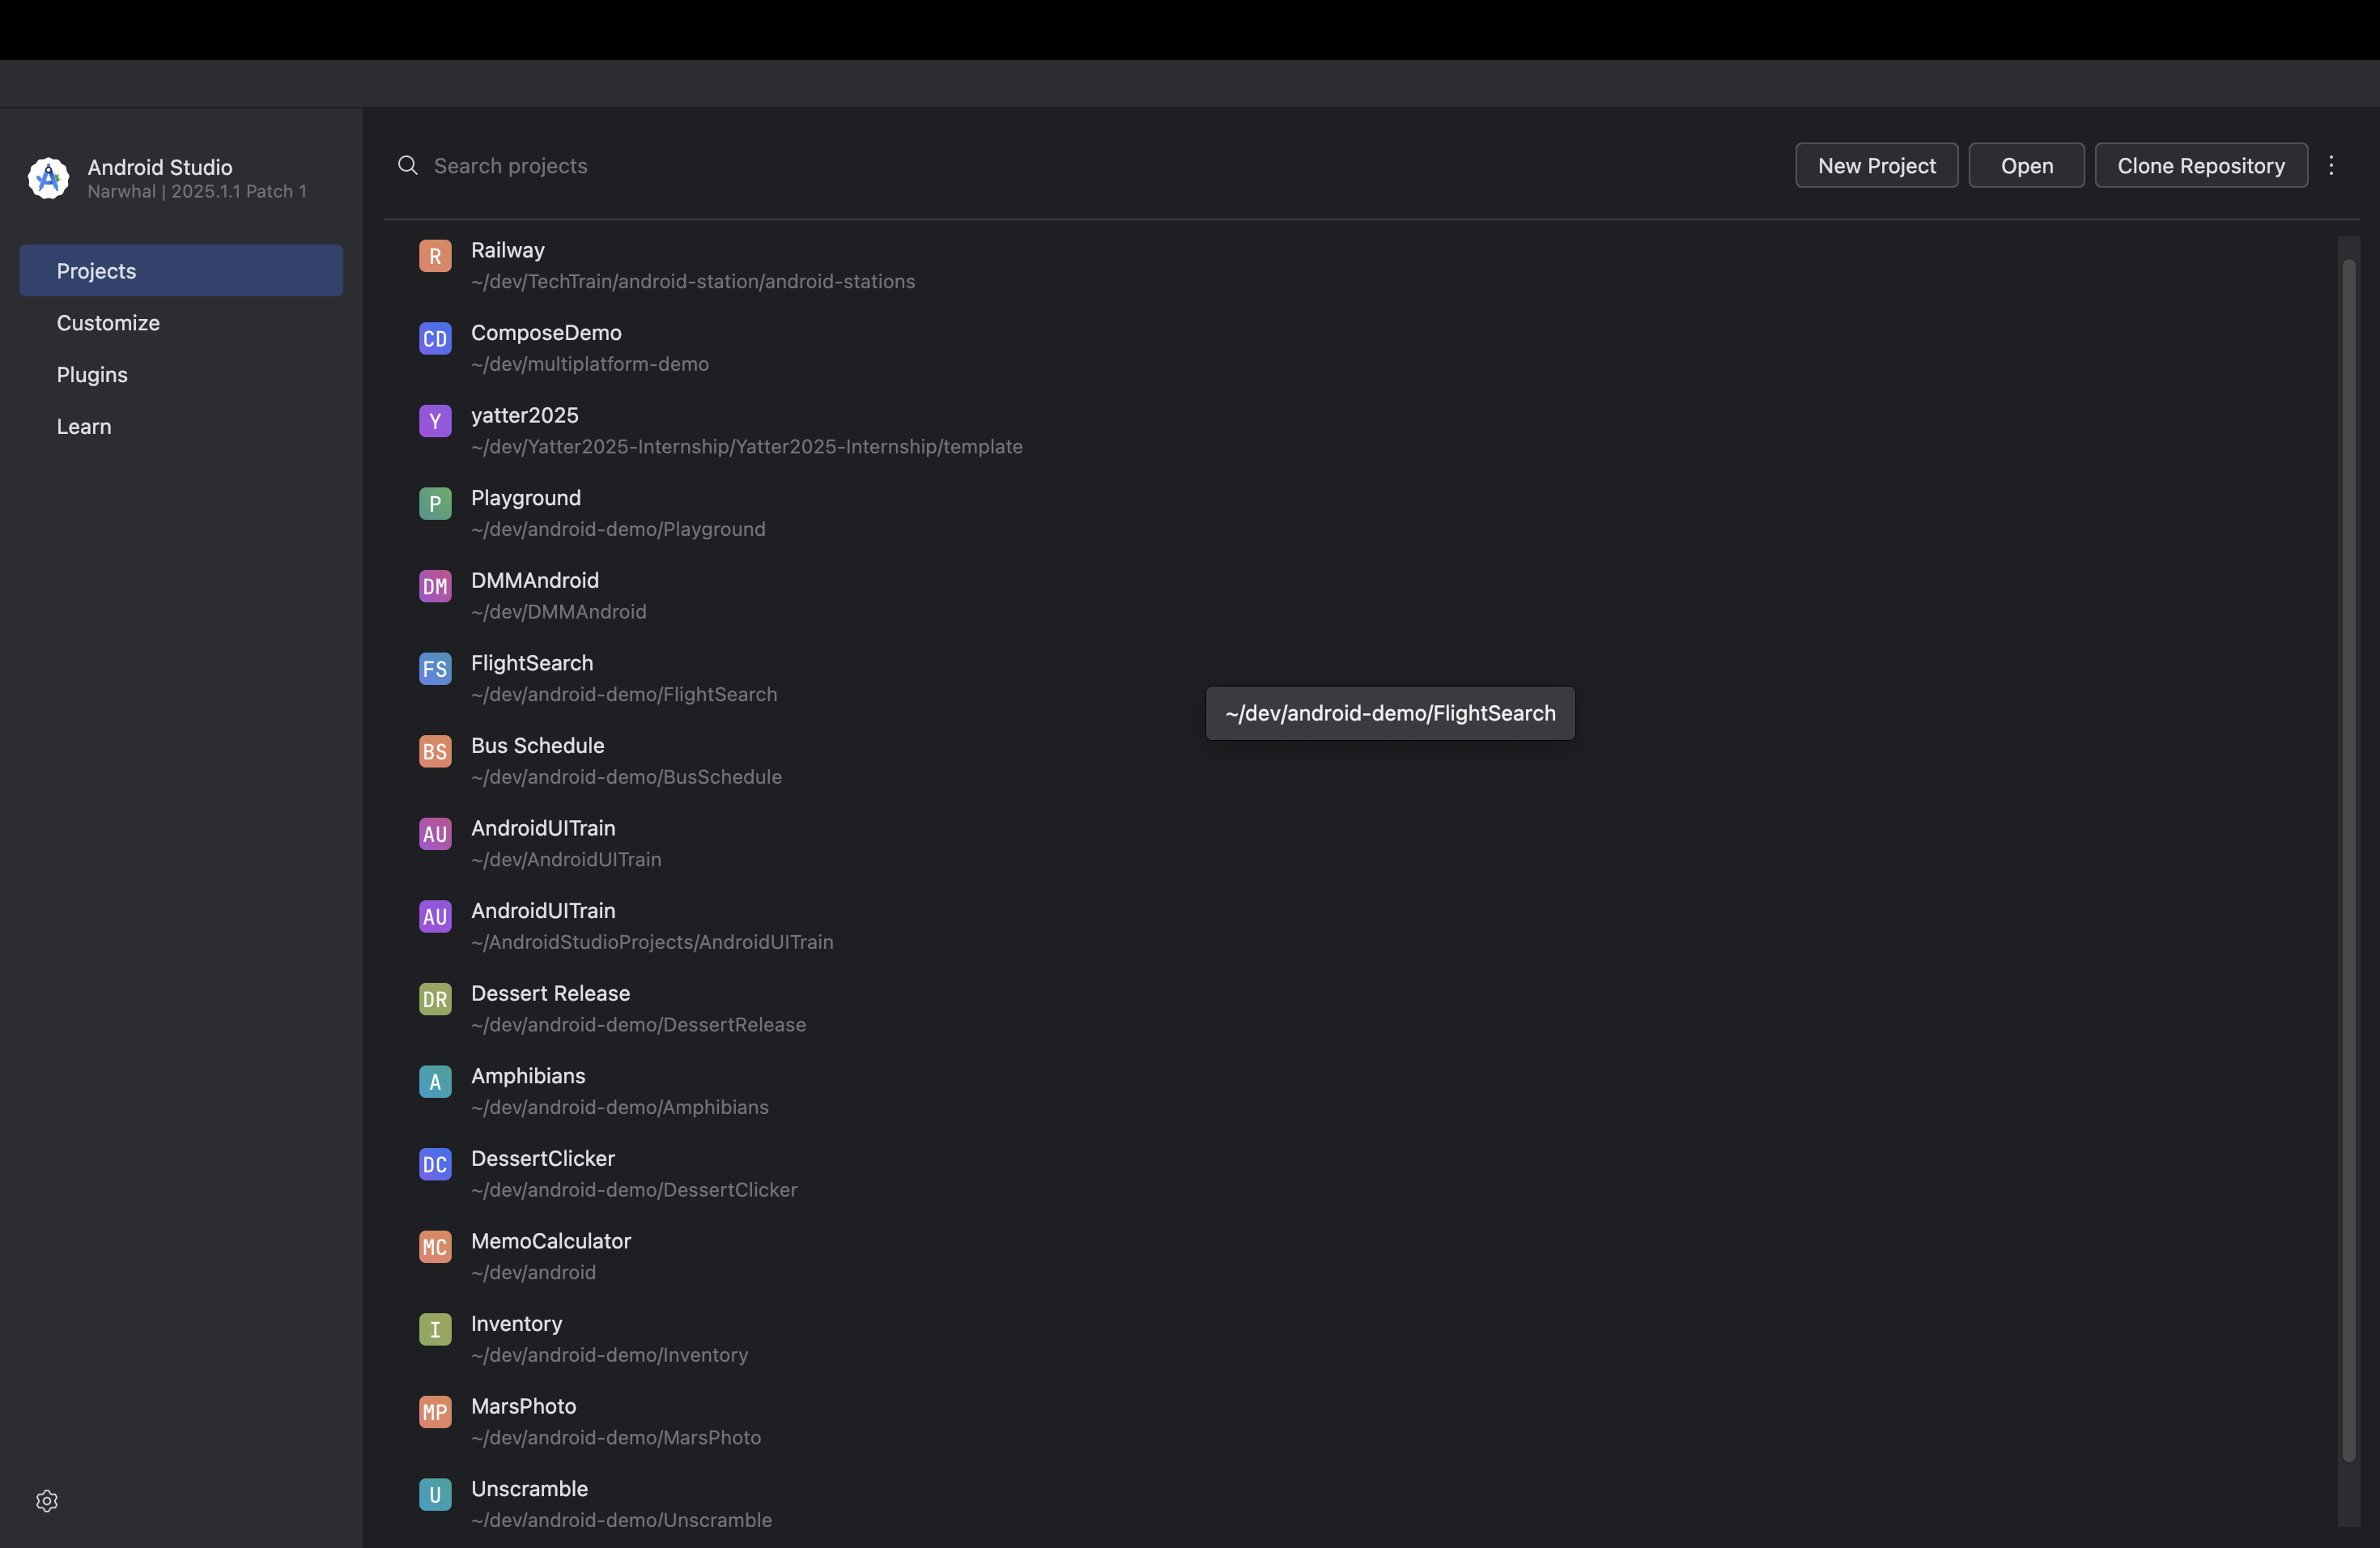 Android Studio
Narwhal | 2025.1.1 Patch 1
Projects
Customize
Plugins
Learn
Search projects
New Project
Open
Clone Repository
R
Railway
~/dev/TechTrain/android-station/android-stations
CD
ComposeDemo
~/dev/multiplatform-demo
Y
yatter2025
~/dev/Yatter2025-Internship/Yatter2025-Internship/template
P
Playground
~/dev/android-demo/Playground
DM
DMMAndroid
~/dev/DMMAndroid
FS
FlightSearch
~/dev/android-demo/FlightSearch
~/dev/android-demo/FlightSearch
BS
Bus Schedule
~/dev/android-demo/BusSchedule
AU
AndroidUITrain
~/dev/AndroidUITrain
AU
AndroidUITrain
~/AndroidStudioProjects/AndroidUITrain
DR
Dessert Release
~/dev/android-demo/DessertRelease
A
Amphibians
~/dev/android-demo/Amphibians
DC
DessertClicker
~/dev/android-demo/DessertClicker
MC
MemoCalculator
~/dev/android
I
Inventory
~/dev/android-demo/Inventory
MP
MarsPhoto
~/dev/android-demo/MarsPhoto
U
Unscramble
~/dev/android-demo/Unscramble